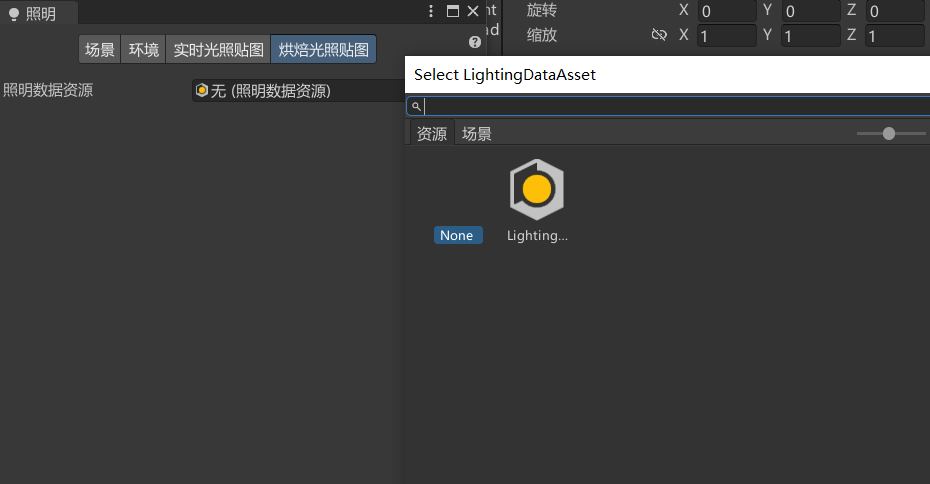 照明
旋转 X 0 Y 0 Z 0
缩放 X 1 Y 1 Z 1
场景 环境 实时光照贴图 烘焙光照贴图
照明数据资源 无 (照明数据资源)
Select LightingDataAsset
资源 场景
None Lighting...